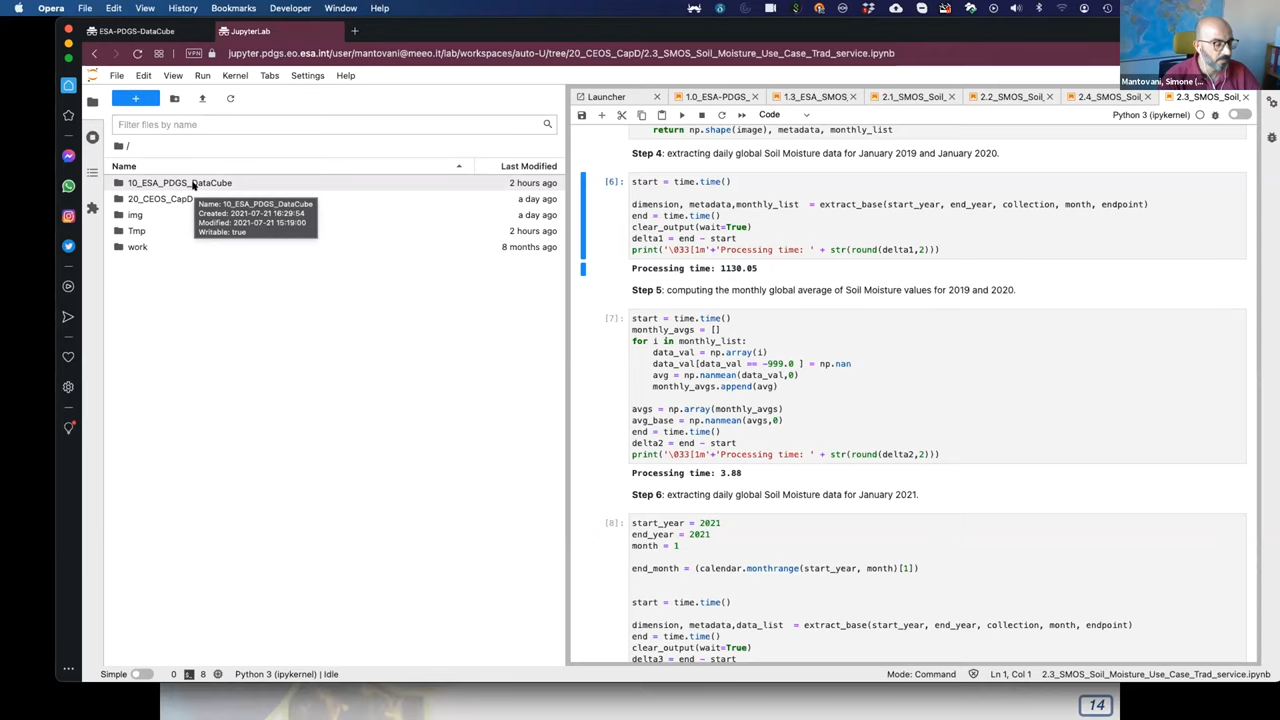 Opera File Edit View History Bookmarks Developer Window Help
ESA-PDGS-DataCube
JupyterLab
VPN jupyter.pdgs.eo.esa.int/user/mantovani@meeo.it/lab/workspaces/auto-U/tree/20_CEOS_CapD/2.3_SMOS_Soil_Moisture_Use_Case_Trad_service.ipynb
Mantovani, Simone (
File Edit View Run Kernel Tabs Settings Help
Filter files by name
/
Name Last Modified
10_ESA_PDGS_DataCube 2 hours ago
20_CEOS_CapD a day ago
img a day ago
Tmp 2 hours ago
work 8 months ago
Name: 10_ESA_PDGS_DataCube
Created: 2021-07-21 16:29:54
Modified: 2021-07-21 15:19:00
Writable: true
Launcher 1.0_ESA-PDGS_ 1.3_ESA_SMOS_ 2.1_SMOS_Soil_ 2.2_SMOS_Soil_ 2.4_SMOS_Soil_ 2.3_SMOS_Soil_
Code Python 3 (ipykernel)
return np.shape(image), metadata, monthly_list
Step 4: extracting daily global Soil Moisture data for January 2019 and January 2020.
[6]: start = time.time()
dimension, metadata,monthly_list = extract_base(start_year, end_year, collection, month, endpoint)
end = time.time()
clear_output(wait=True)
delta1 = end - start
print('\033[1m'+'Processing time: ' + str(round(delta1,2)))
Processing time: 1130.05
Step 5: computing the monthly global average of Soil Moisture values for 2019 and 2020.
[7]: start = time.time()
monthly_avgs = []
for i in monthly_list:
data_val = np.array(i)
data_val[data_val == -999.0 ] = np.nan
avg = np.nanmean(data_val,0)
monthly_avgs.append(avg)
avgs = np.array(monthly_avgs)
avg_base = np.nanmean(avgs,0)
end = time.time()
delta2 = end - start
print('\033[1m'+'Processing time: ' + str(round(delta2,2)))
Processing time: 3.88
Step 6: extracting daily global Soil Moisture data for January 2021.
[8]: start_year = 2021
end_year = 2021
month = 1
end_month = (calendar.monthrange(start_year, month)[1])
start = time.time()
dimension, metadata,data_list = extract_base(start_year, end_year, collection, month, endpoint)
end = time.time()
clear_output(wait=True)
delta3 = end - start
Simple 0 8 Python 3 (ipykernel) | Idle Mode: Command Ln 1, Col 1 2.3_SMOS_Soil_Moisture_Use_Case_Trad_service.ipynb
14